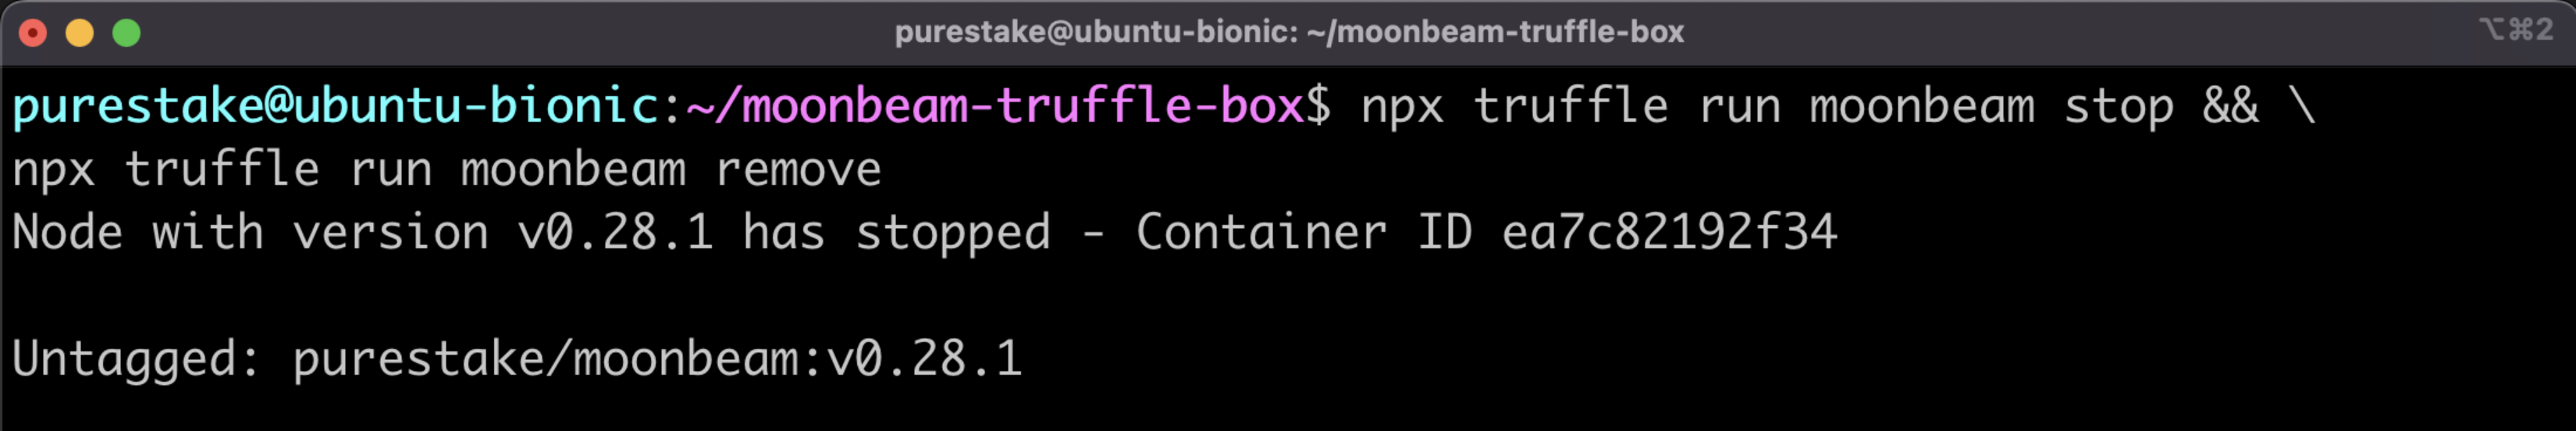 purestake@ubuntu-bionic: ~/moonbeam-truffle-box
⌥⌘2
purestake@ubuntu-bionic:~/moonbeam-truffle-box$ npx truffle run moonbeam stop && \
npx truffle run moonbeam remove
Node with version v0.28.1 has stopped - Container ID ea7c82192f34
Untagged: purestake/moonbeam:v0.28.1